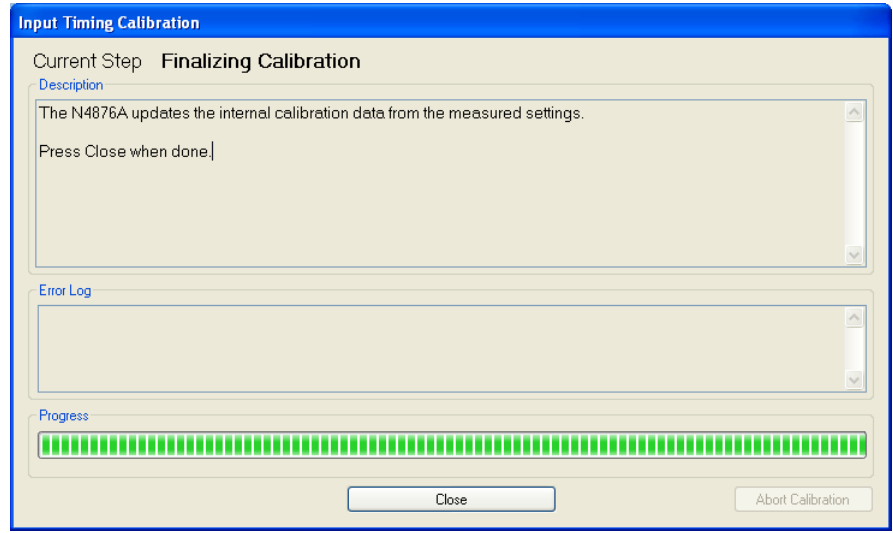 Input Timing Calibration
Current Step Finalizing Calibration
Description
The N4876A updates the internal calibration data from the measured settings.
Press Close when done.
Error Log
Progress
Close
Abort Calibration